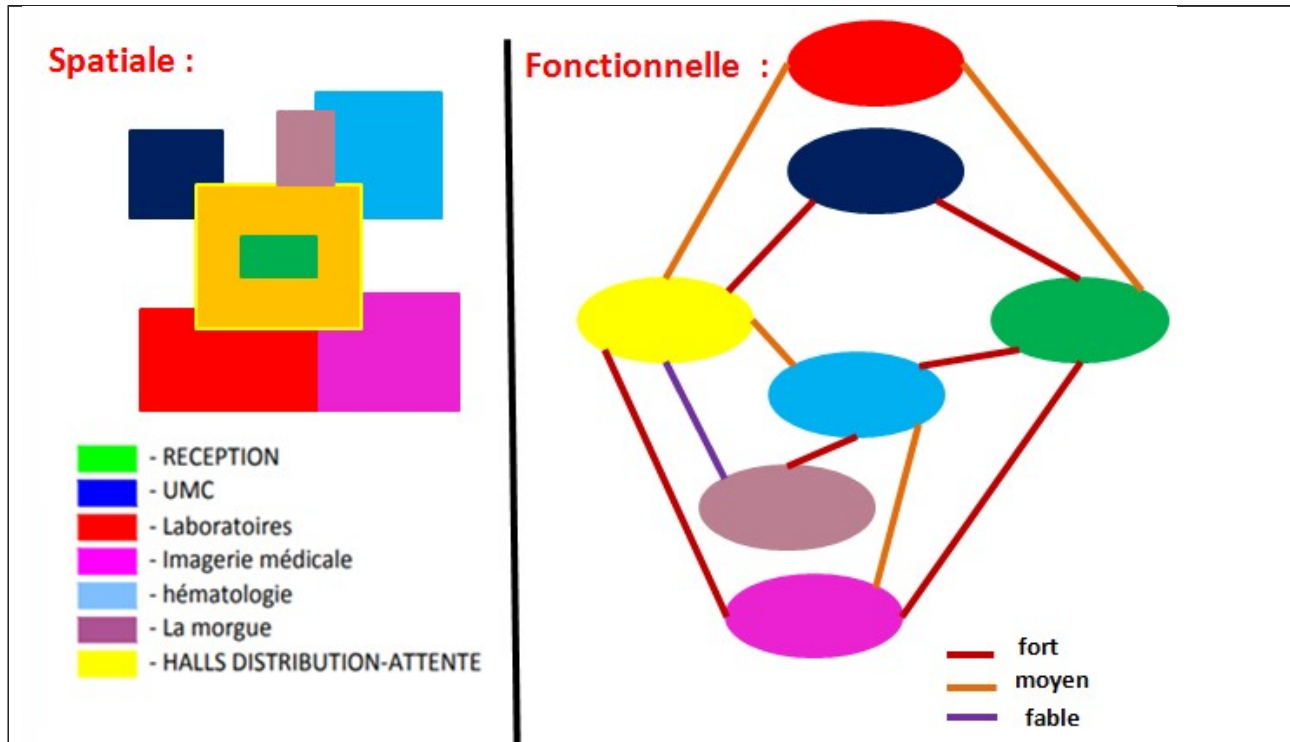 Spatiale :
Fonctionnelle :
- RECEPTION
- UMC
- Laboratoires
- Imagerie médicale
- hématologie
- La morgue
- HALLS DISTRIBUTION-ATTENTE
fort
moyen
fable